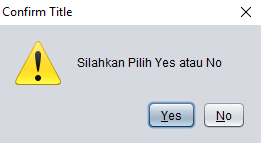 Confirm Title
Silahkan Pilih Yes atau No
Yes No